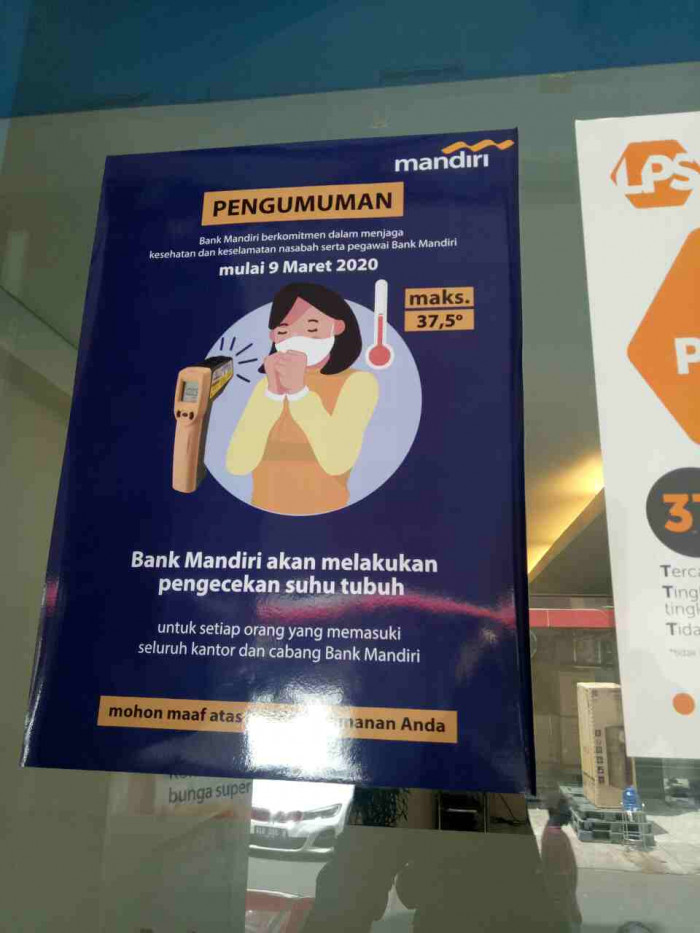 mandiri
PENGUMUMAN
Bank Mandiri berkomitmen dalam menjaga
kesehatan dan keselamatan nasabah serta pegawai Bank Mandiri
mulai 9 Maret 2020
maks.
37,5°
Bank Mandiri akan melakukan
pengecekan suhu tubuh
untuk setiap orang yang memasuki
seluruh kantor dan cabang Bank Mandiri
mohon maaf atas manan Anda
bunga super
LPS
P
3T
Terca
Ting
tingk
Tida